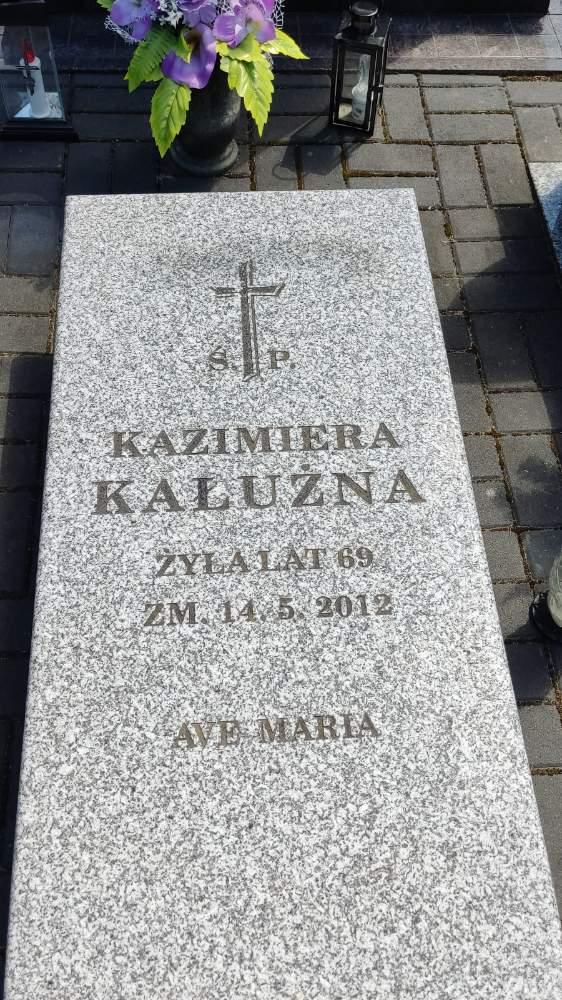 Ś. P.
KAZIMIERA
KAŁUŻNA
ŻYŁA LAT 69
ZM. 14. 5. 2012
AVE MARIA